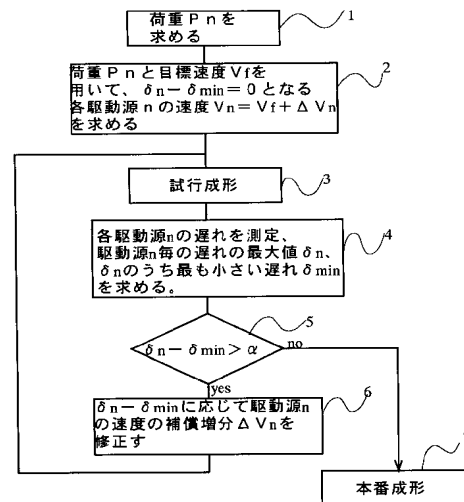 荷重Pnを
求める
1
荷重Pnと目標速度Vfを
用いて、δn−δmin＝0となる
各駆動源nの速度Vn＝Vf＋ΔVn
を求める
2
試行成形
3
各駆動源nの遅れを測定、
駆動源n毎の遅れの最大値δn、
δnのうち最も小さい遅れδmin
を求める。
4
δn−δmin＞α
5
no
yes
δn−δminに応じて駆動源n
の速度の補償増分ΔVnを
修正す
6
本番成形